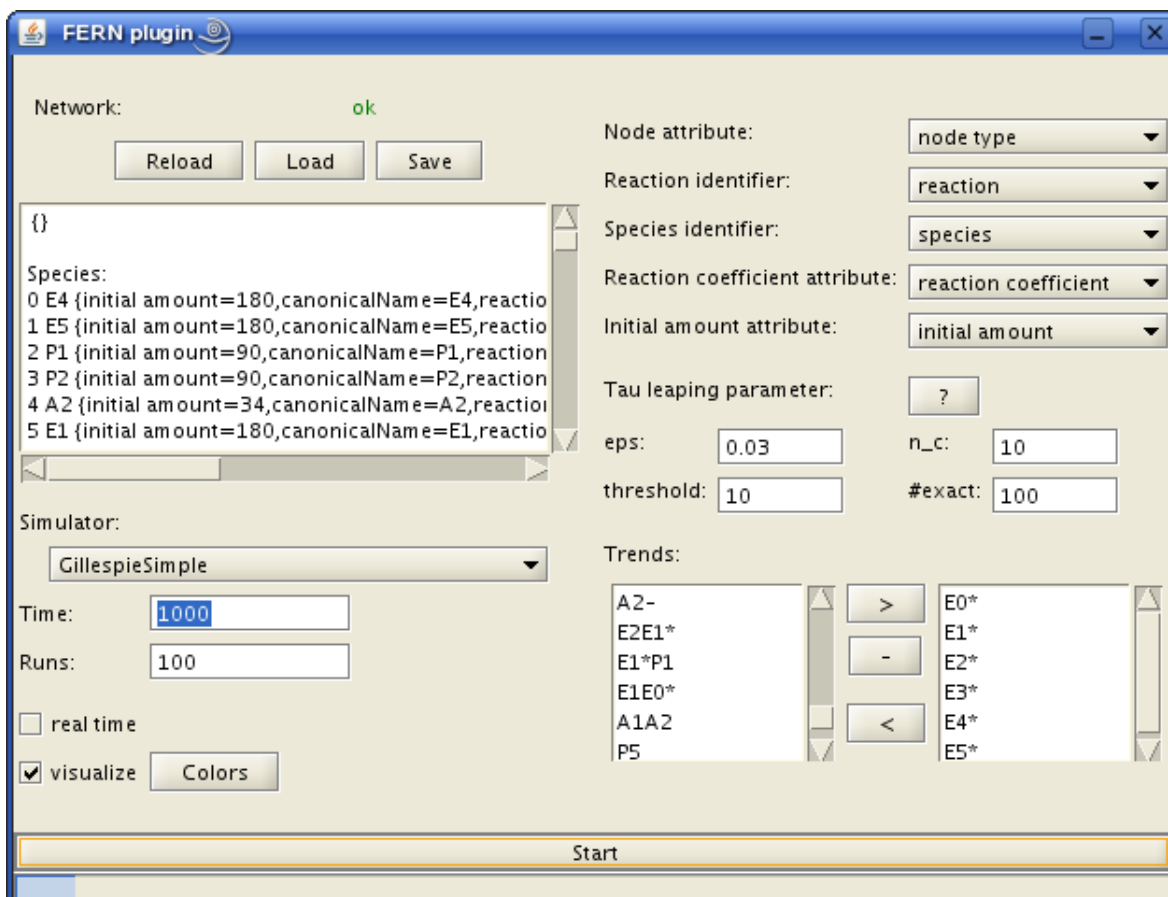 FERN plugin
Network:
ok
Reload
Load
Save
{}
Species:
0 E4 {initial amount=180,canonicalName=E4,reactio
1 E5 {initial amount=180,canonicalName=E5,reactio
2 P1 {initial amount=90,canonicalName=P1,reaction
3 P2 {initial amount=90,canonicalName=P2,reaction
4 A2 {initial amount=34,canonicalName=A2,reactio
5 E1 {initial amount=180,canonicalName=E1,reactio
Simulator:
GillespieSimple
Time:
1000
Runs:
100
real time
visualize
Colors
Node attribute:
node type
Reaction identifier:
reaction
Species identifier:
species
Reaction coefficient attribute:
reaction coefficient
Initial amount attribute:
initial amount
Tau leaping parameter:
?
eps:
0.03
n_c:
10
threshold:
10
#exact:
100
Trends:
A2-
E2E1*
E1*P1
E1E0*
A1A2
P5
>
-
<
E0*
E1*
E2*
E3*
E4*
E5*
Start